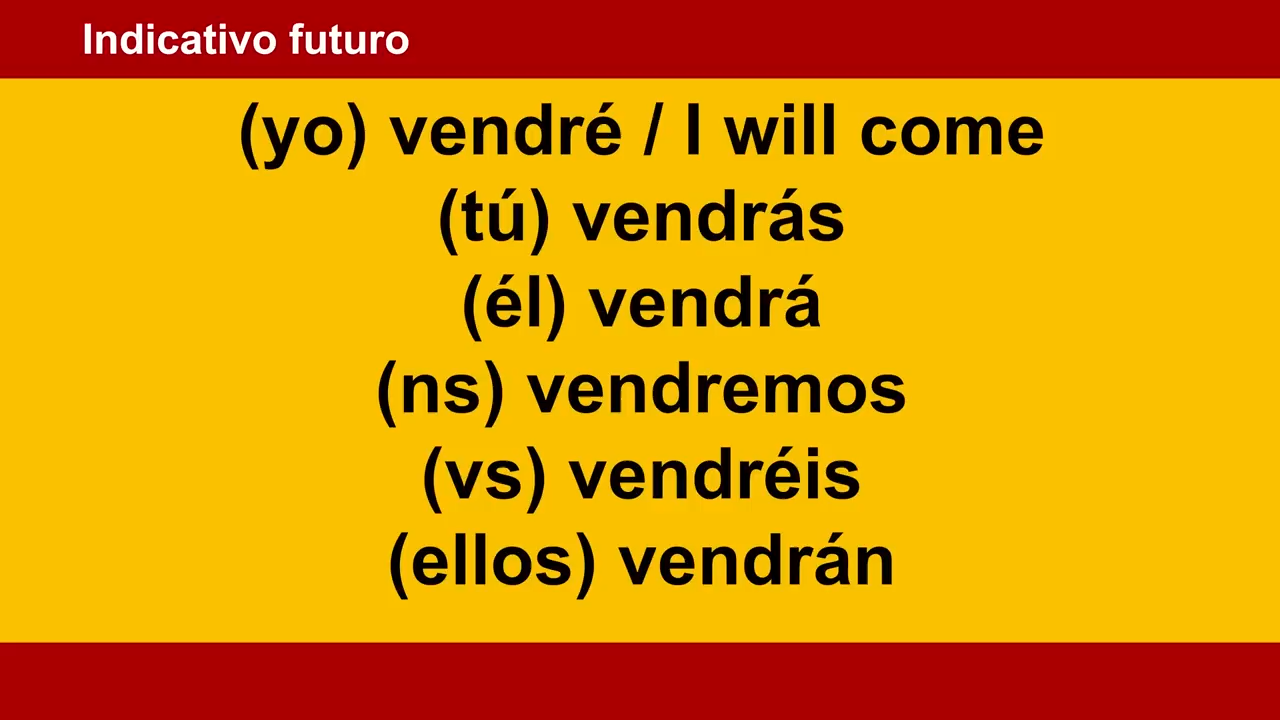 Indicativo futuro
(yo) vendré / I will come
(tú) vendrás
(él) vendrá
(ns) vendremos
(vs) vendréis
(ellos) vendrán